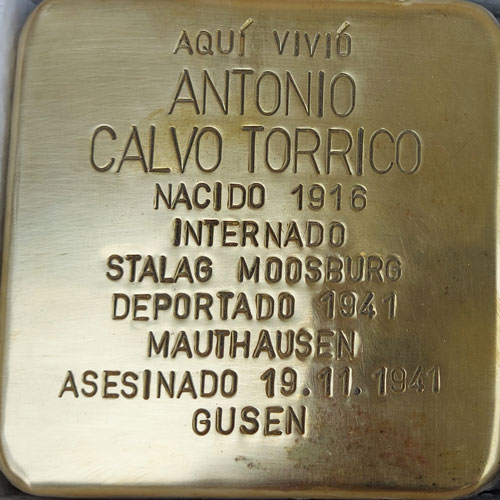 AQUÍ VIVIÓ
ANTONIO
CALVO TORRICO
NACIDO 1916
INTERNADO
STALAG MOOSBURG
DEPORTADO 1941
MAUTHAUSEN
ASESINADO 19.11.1941
GUSEN